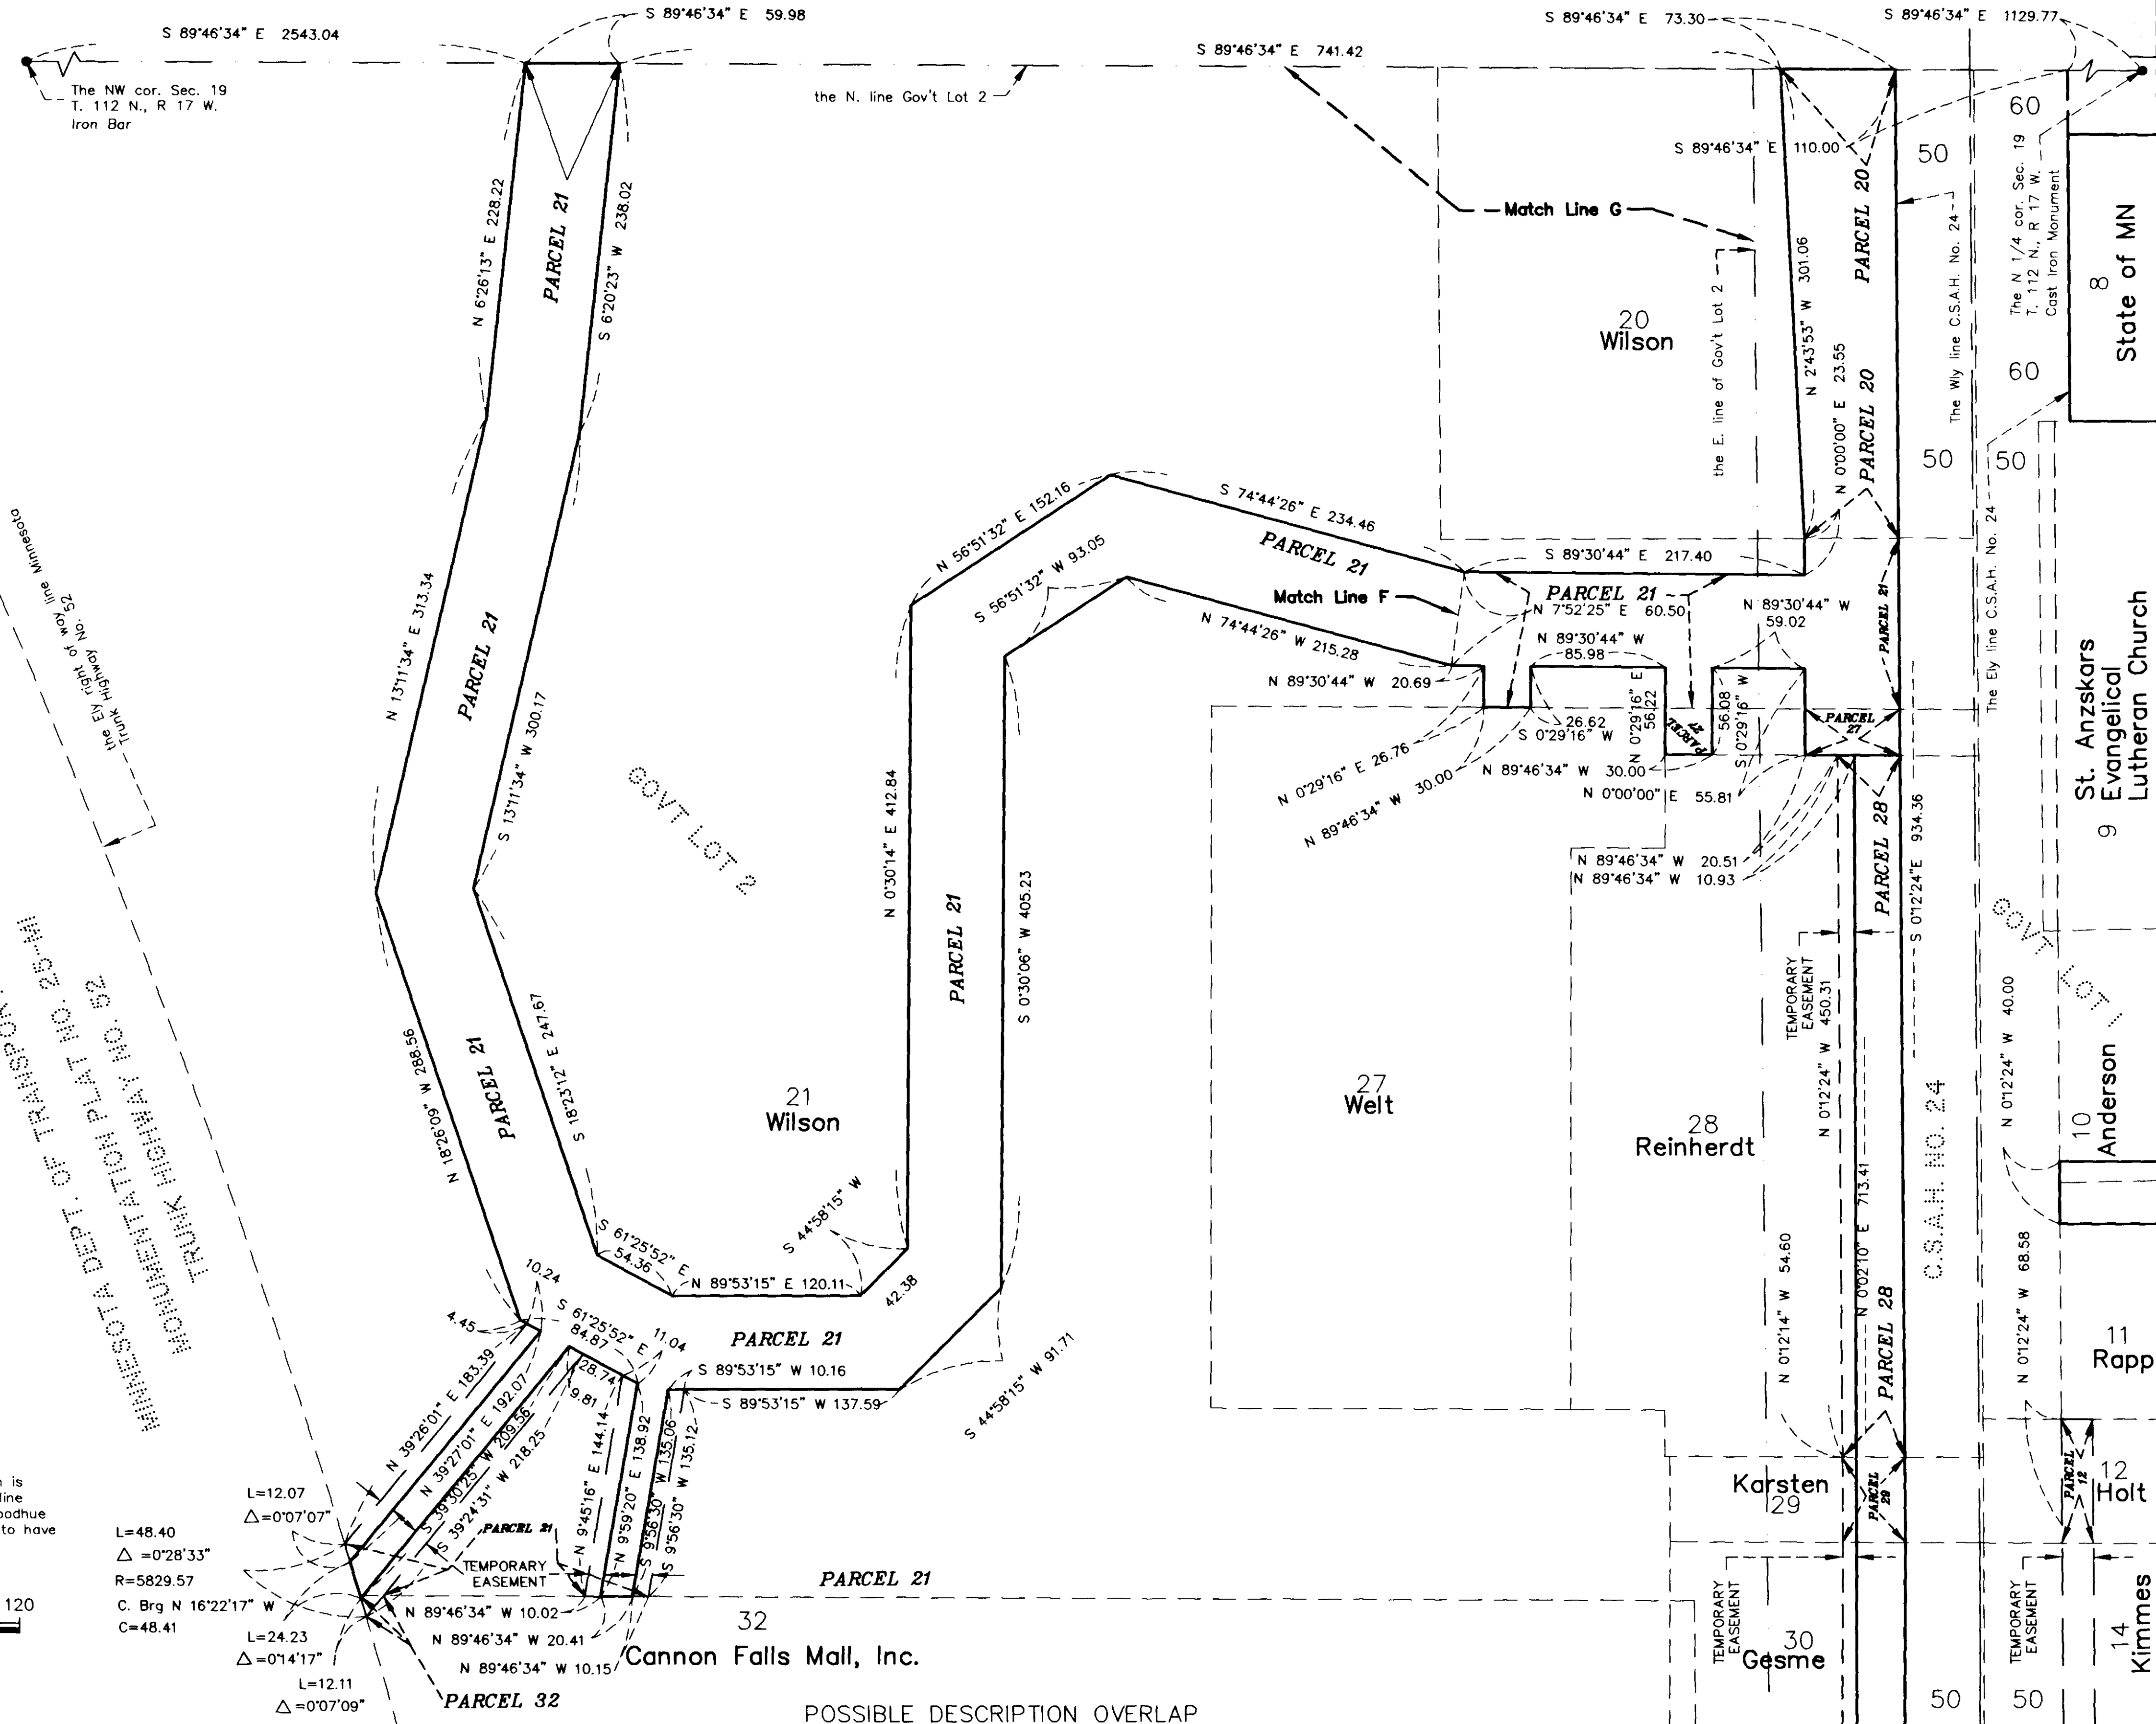 S 89°46'34" E 2543.04
S 89°46'34" E 59.98
S 89°46'34" E 741.42
S 89°46'34" E 73.30
S 89°46'34" E 1129.77
The NW cor. Sec. 19
T. 112 N., R 17 W.
Iron Bar
the N. line Gov't Lot 2
S 89°46'34" E 110.00
Match Line G
60
50
The N 1/4 cor. Sec. 19
T. 112 N., R 17 W.
Cast Iron Monument
8
State of MN
N 6°26'13" E 228.22
PARCEL 21
S 6°20'23" W 238.02
the E. line of Gov't Lot 2
N 2°43'53" W 301.06
PARCEL 20
The Wly line C.S.A.H. No. 24
20
Wilson
60
N 0°00'00" E 23.55
PARCEL 20
50
50
The Ely line C.S.A.H. No. 24
the Ely right of way line Minnesota
Trunk Highway No. 52
N 13°11'34" E 313.34
PARCEL 21
S 13°11'34" W 300.17
N 56°51'32" E 152.16
S 56°51'32" W 93.05
S 74°44'26" E 234.46
PARCEL 21
Match Line F
N 74°44'26" W 215.28
S 89°30'44" E 217.40
PARCEL 21
N 7°52'25" E 60.50
N 89°30'44" W
85.98
N 89°30'44" W
59.02
PARCEL 21
N 89°30'44" W 20.69
26.62
S 0°29'16" W
N 0°29'16" E
56.22
PARCEL
27
56.08
S 0°29'16" W
PARCEL
27
N 0°29'16" E 26.76
N 89°46'34" W 30.00
N 89°46'34" W 30.00
N 0°00'00" E 55.81
N 89°46'34" W 20.51
N 89°46'34" W 10.93
PARCEL 28
S 0°12'24"E 934.36
St. Anzskars
Evangelical
Lutheran Church
9
GOVT LOT 2
GOVT LOT 1
N 0°30'14" E 412.84
PARCEL 21
S 0°30'06" W 405.23
TEMPORARY
EASEMENT
N 0°12'24" W 450.31
N 0°12'24" W 40.00
10
Anderson
MINNESOTA DEPT. OF TRANSPOR
MONUMENTATION PLAT NO. 25-
TRUNK HIGHWAY NO. 52
N 18°26'09" W 288.56
PARCEL 21
S 18°23'12" E 247.67
21
Wilson
27
Welt
28
Reinherdt
C.S.A.H. NO. 24
N 0°02'10" E 713.41
N 0°12'14" W 54.60
N 0°12'24" W 68.58
PARCEL 28
11
Rapp
S 61°25'52" E
54.36
N 89°53'15" E 120.11
S 44°58'15" W
42.38
10.24
4.45
S 61°25'52" E
84.87
11.04
PARCEL 21
S 89°53'15" W 10.16
S 89°53'15" W 137.59
S 44°58'15" W 91.71
28.74
9.81
N 39°26'01" E 183.39
N 39°27'01" E 192.07
S 39°30'25" W 209.56
S 39°24'31" W 218.25
N 9°45'16" E 144.14
N 9°59'20" E 138.92
S 9°56'30" W 135.06
S 9°56'30" W 135.12
PARCEL 21
TEMPORARY
EASEMENT
PARCEL 21
Karsten
29
PARCEL
29
PARCEL
12
12
Holt
n is
line
oodhue
to have
120
L=12.07
△=0°07'07"
L=48.40
△ =0°28'33"
R=5829.57
C. Brg N 16°22'17" W
C=48.41
L=24.23
△=0°14'17"
L=12.11
△=0°07'09"
N 89°46'34" W 10.02
N 89°46'34" W 20.41
N 89°46'34" W 10.15
PARCEL 32
32
Cannon Falls Mall, Inc.
POSSIBLE DESCRIPTION OVERLAP
TEMPORARY
EASEMENT
30
Gesme
50
50
TEMPORARY
EASEMENT
14
Kimmes